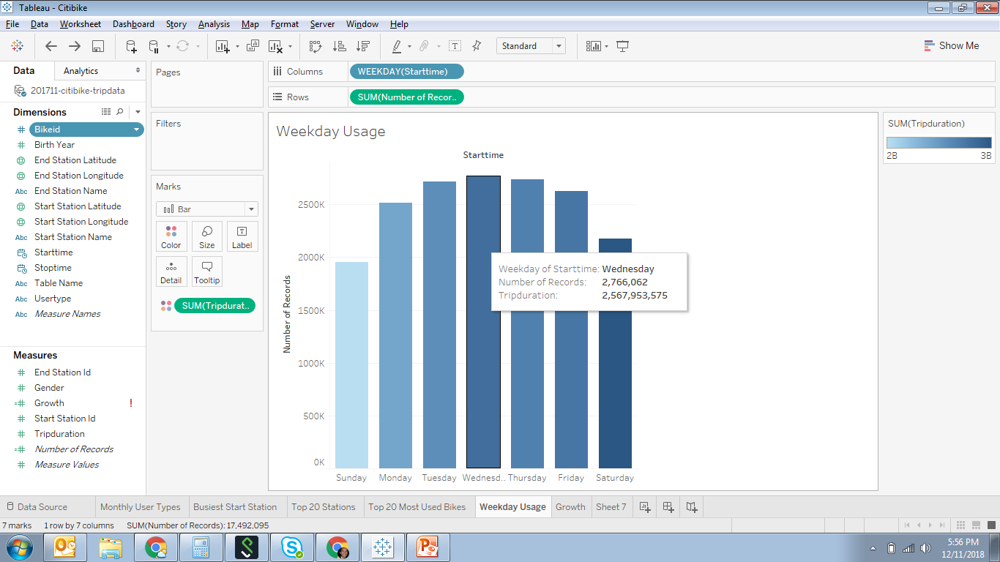 Tableau - Citibike
File Data Worksheet Dashboard Story Analysis Map Format Server Window Help
Standard
Show Me
Data Analytics
201711-citibike-tripdata
Dimensions
Bikeid
Birth Year
End Station Latitude
End Station Longitude
Abc End Station Name
Start Station Latitude
Start Station Longitude
Abc Start Station Name
Starttime
Stoptime
Abc Table Name
Abc Usertype
Abc Measure Names
Measures
End Station Id
Gender
Growth !
Start Station Id
Tripduration
Number of Records
Measure Values
Pages
Filters
Marks
Bar
Color Size Label
Detail Tooltip
SUM(Tripdurat..
Columns WEEKDAY(Starttime)
Rows SUM(Number of Recor..
Weekday Usage
Starttime
Number of Records
2500K
2000K
1500K
1000K
500K
0K
Sunday Monday Tuesday Wednesd.. Thursday Friday Saturday
Weekday of Starttime: Wednesday
Number of Records: 2,766,062
Tripduration: 2,567,953,575
SUM(Tripduration)
2B 3B
Data Source Monthly User Types Busiest Start Station Top 20 Stations Top 20 Most Used Bikes Weekday Usage Growth Sheet 7
7 marks 1 row by 7 columns SUM(Number of Records): 17,492,095
5:56 PM
12/11/2018